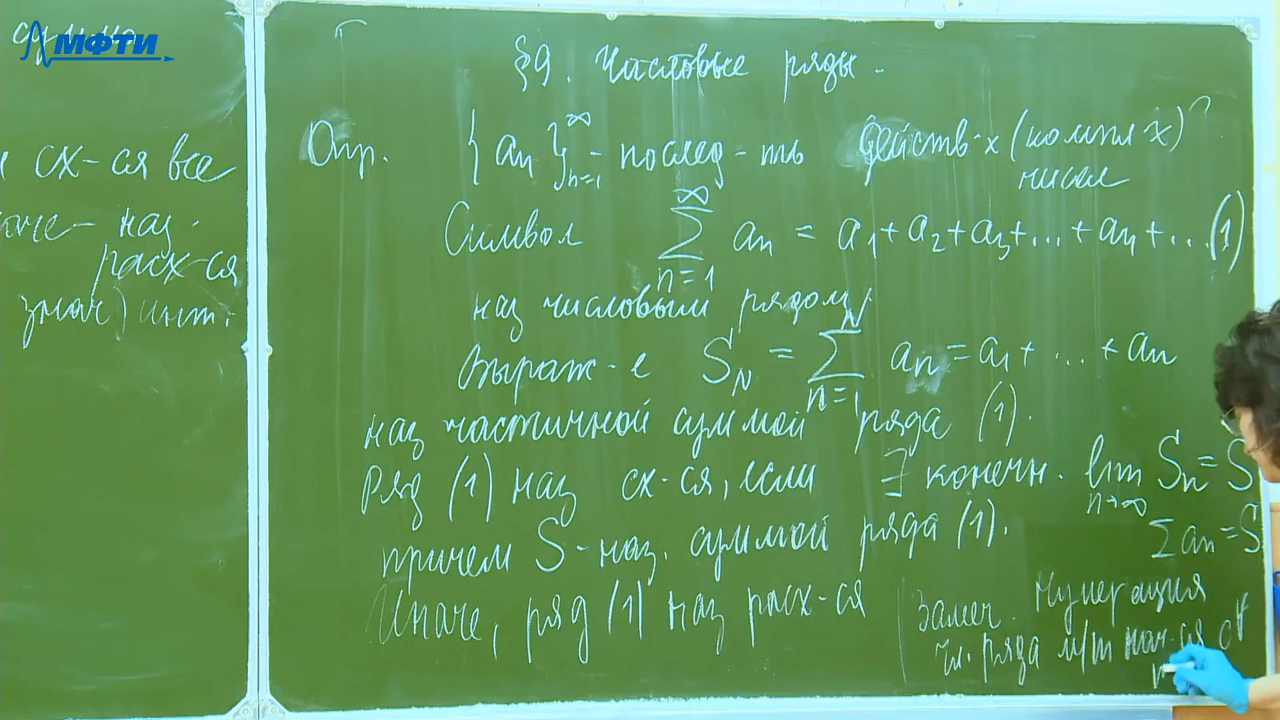 МФТИ
сх-ся все
наз.
расх-ся
знач) инт.
§9. Числовые ряды.
Опр. {an}∞n=1 - послед-ть действ-х (компл х) чисел
Символ ∞∑n=1 an = a1+a2+a3+...+an+... (1)
наз числовым рядом,
Выраж-е SN = N∑n=1 an = a1 + ... + an
наз частичной суммой ряда (1).
Ряд (1) наз сх-ся, если ∃ конечн. lim n→∞ Sn = S
причем S - наз. суммой ряда (1). ∑an = S
Иначе, ряд (1) наз расх-ся
Замеч. Нумерация
чл. ряда м/т нач-ся с ∀